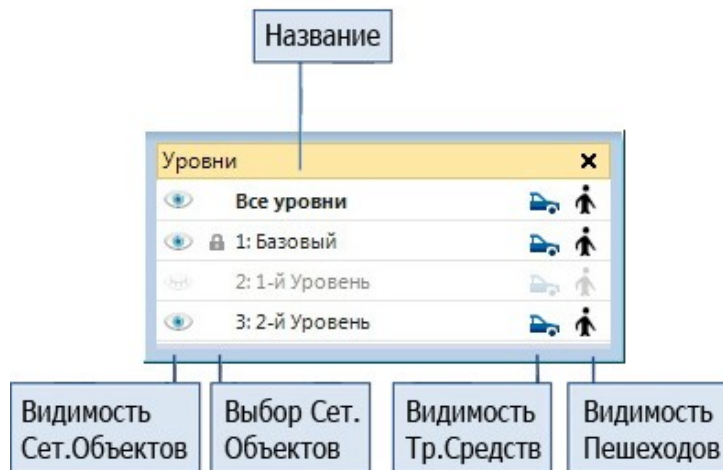 Название
Уровни
Все уровни
1: Базовый
2: 1-й Уровень
3: 2-й Уровень
Видимость
Сет.Объектов
Выбор Сет.
Объектов
Видимость
Тр.Средств
Видимость
Пешеходов